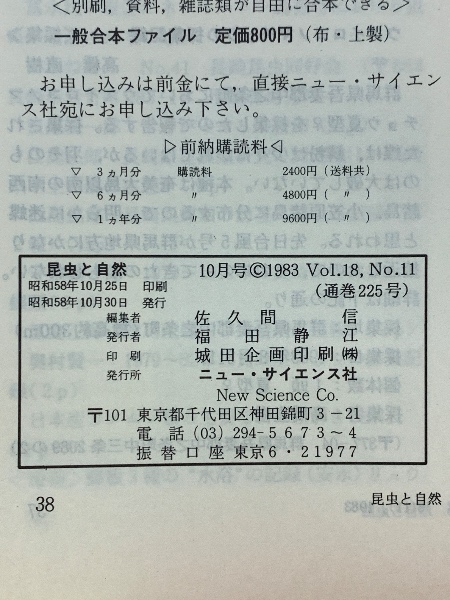 ＜別刷，資料，雑誌類が自由に合本できる＞
一般合本ファイル　定価800円（布・上製）
お申し込みは前金にて，直接ニュー・サイエンス社宛にお申し込み下さい。
▷前納購読料◁
▽　3ヵ月分　購読料　2400円（送料共）
▽　6ヵ月分　〃　4800円（　〃　）
▽　1ヵ年分　〃　9600円（　〃　）
昆虫と自然　10月号©1983 Vol.18, No.11
昭和58年10月25日　印刷　（通巻225号）
昭和58年10月30日　発行
編集者　佐久間　信
発行者　福田静江
印刷　城田企画印刷㈱
発行所　ニュー・サイエンス社
New Science Co.
〒101 東京都千代田区神田錦町3−21
電話（03）294-5673〜4
振替口座 東京6・21977
38
昆虫と自然